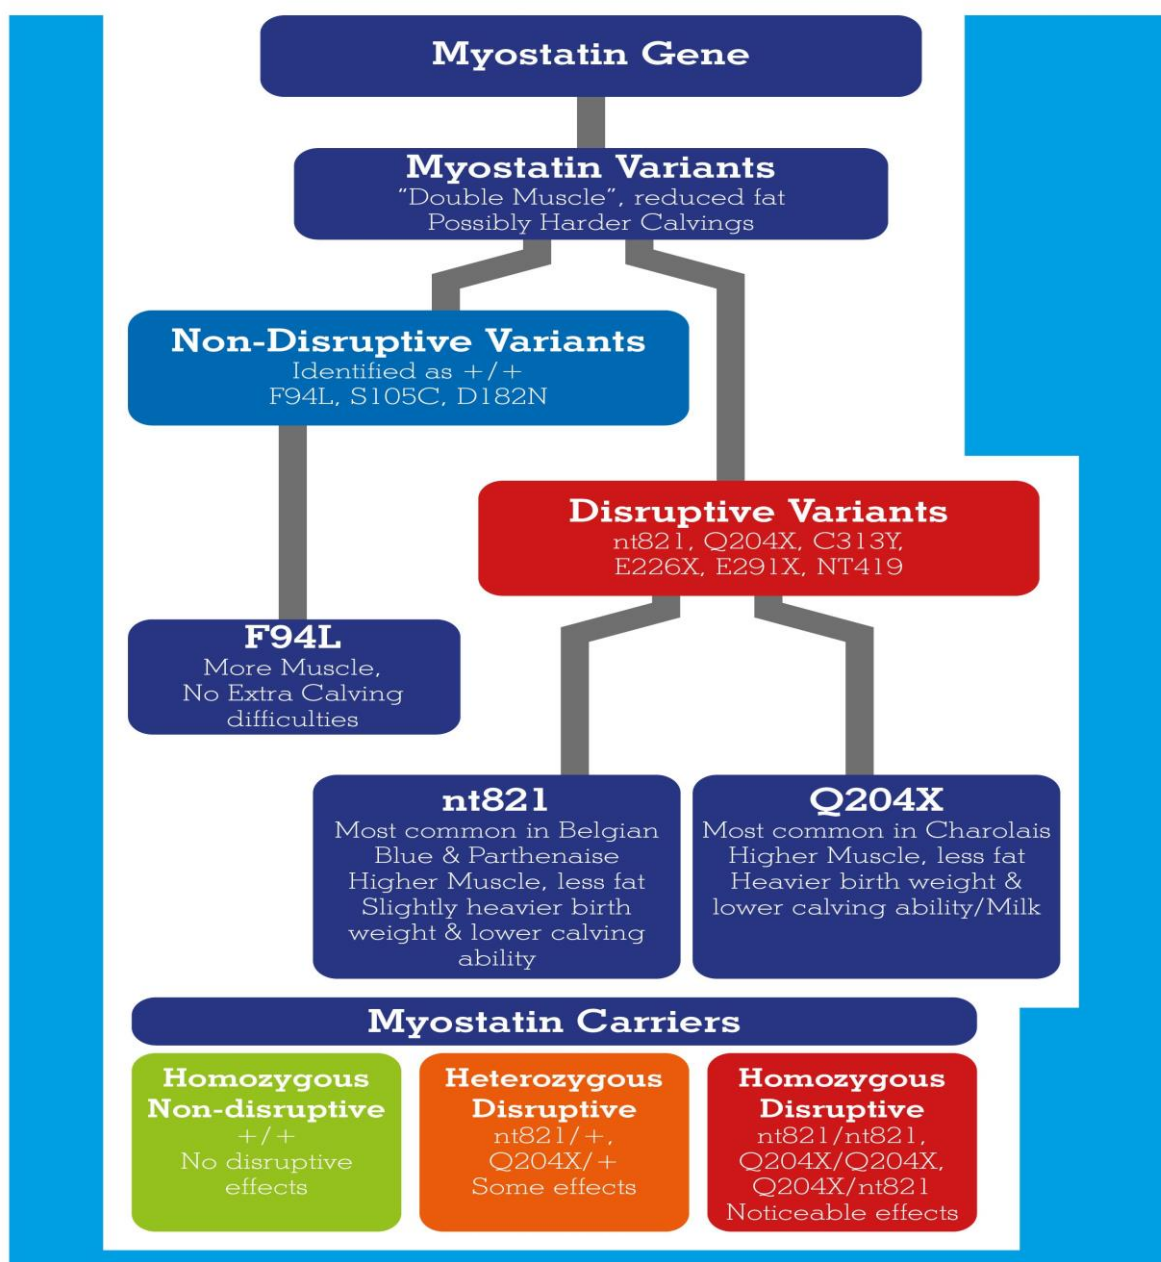 Myostatin Gene
Myostatin Variants
“Double Muscle”, reduced fat
Possibly Harder Calvings
Non-Disruptive Variants
Identified as +/+
F94L, S105C, D182N
Disruptive Variants
nt821, Q204X, C313Y,
E226X, E291X, NT419
F94L
More Muscle,
No Extra Calving
difficulties
nt821
Most common in Belgian
Blue & Parthenaise
Higher Muscle, less fat
Slightly heavier birth
weight & lower calving
ability
Q204X
Most common in Charolais
Higher Muscle, less fat
Heavier birth weight &
lower calving ability/Milk
Myostatin Carriers
Homozygous
Non-disruptive
+/+
No disruptive
effects
Heterozygous
Disruptive
nt821/+,
Q204X/+
Some effects
Homozygous
Disruptive
nt821/nt821,
Q204X/Q204X,
Q204X/nt821
Noticeable effects